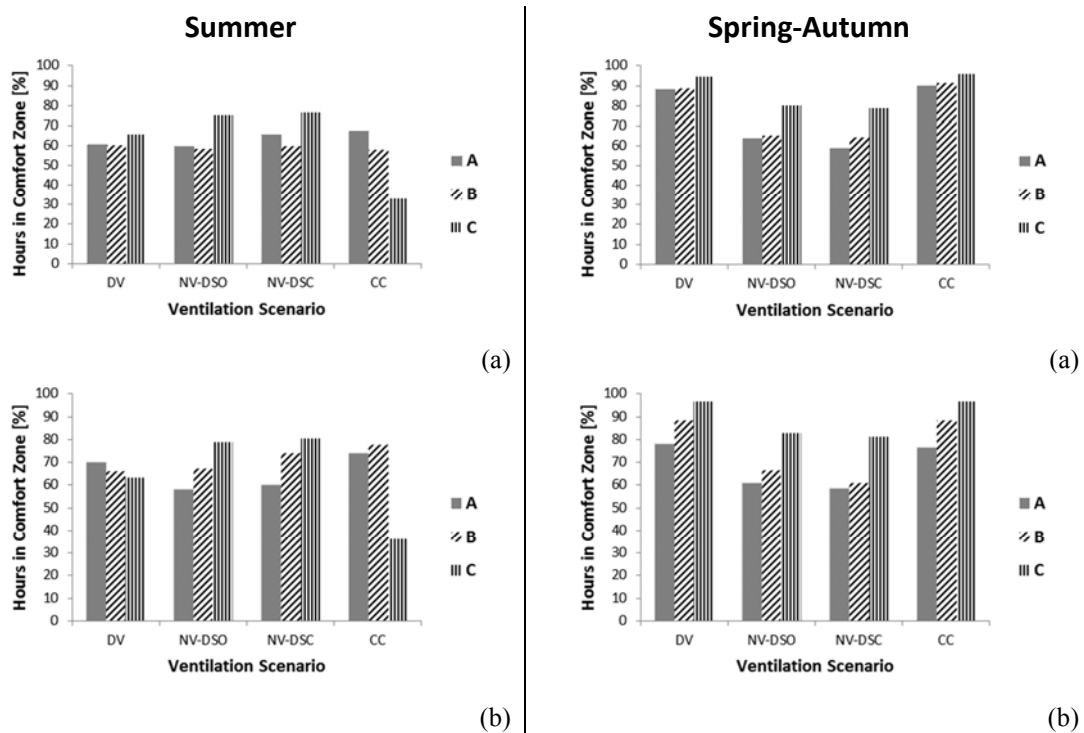 Summer
Hours in Comfort Zone [%]
100
90
80
70
60
50
40
30
20
10
0
DV NV-DSO NV-DSC CC
Ventilation Scenario
A
B
C
(a)
Hours in Comfort Zone [%]
100
90
80
70
60
50
40
30
20
10
0
DV NV-DSO NV-DSC CC
Ventilation Scenario
A
B
C
(b)
Spring-Autumn
Hours in Comfort Zone [%]
100
90
80
70
60
50
40
30
20
10
0
DV NV-DSO NV-DSC CC
Ventilation Scenario
A
B
C
(a)
Hours in Comfort Zone [%]
100
90
80
70
60
50
40
30
20
10
0
DV NV-DSO NV-DSC CC
Ventilation Scenario
A
B
C
(b)